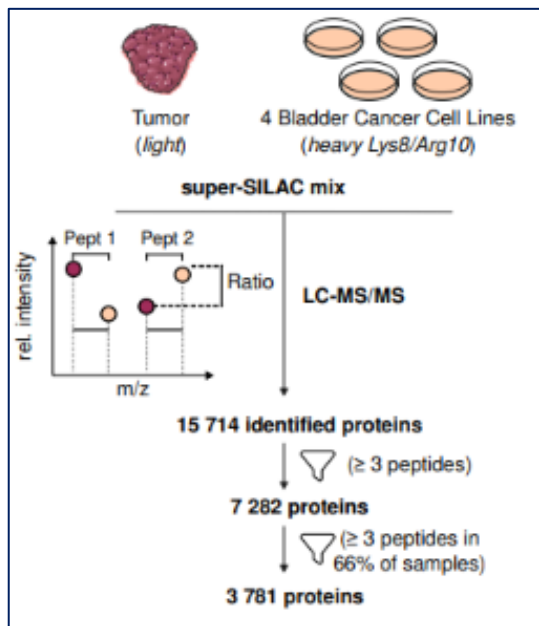 Tumor
(light)
4 Bladder Cancer Cell Lines
(heavy Lys8/Arg10)
super-SILAC mix
Pept 1 Pept 2
Ratio
rel. intensity
m/z
LC-MS/MS
15 714 identified proteins
(≥ 3 peptides)
7 282 proteins
(≥ 3 peptides in
66% of samples)
3 781 proteins